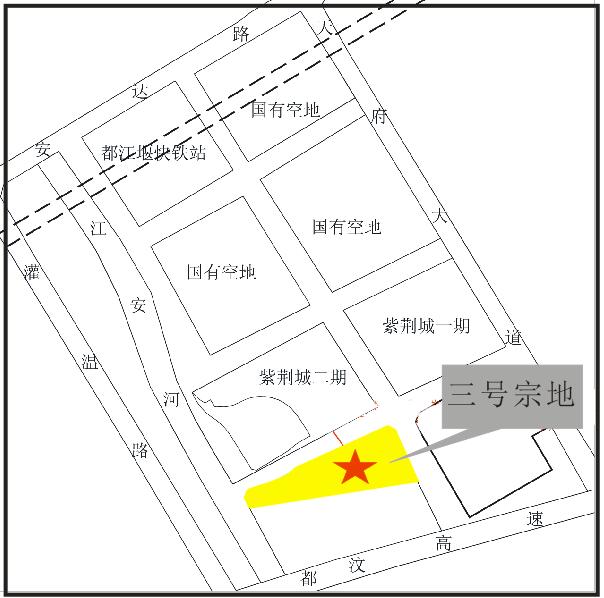 安达路
国有空地
都江堰快铁站
国有空地
国有空地
紫荆城一期
紫荆城二期
三号宗地
天府大道
江安河
灌温路
都汶高速